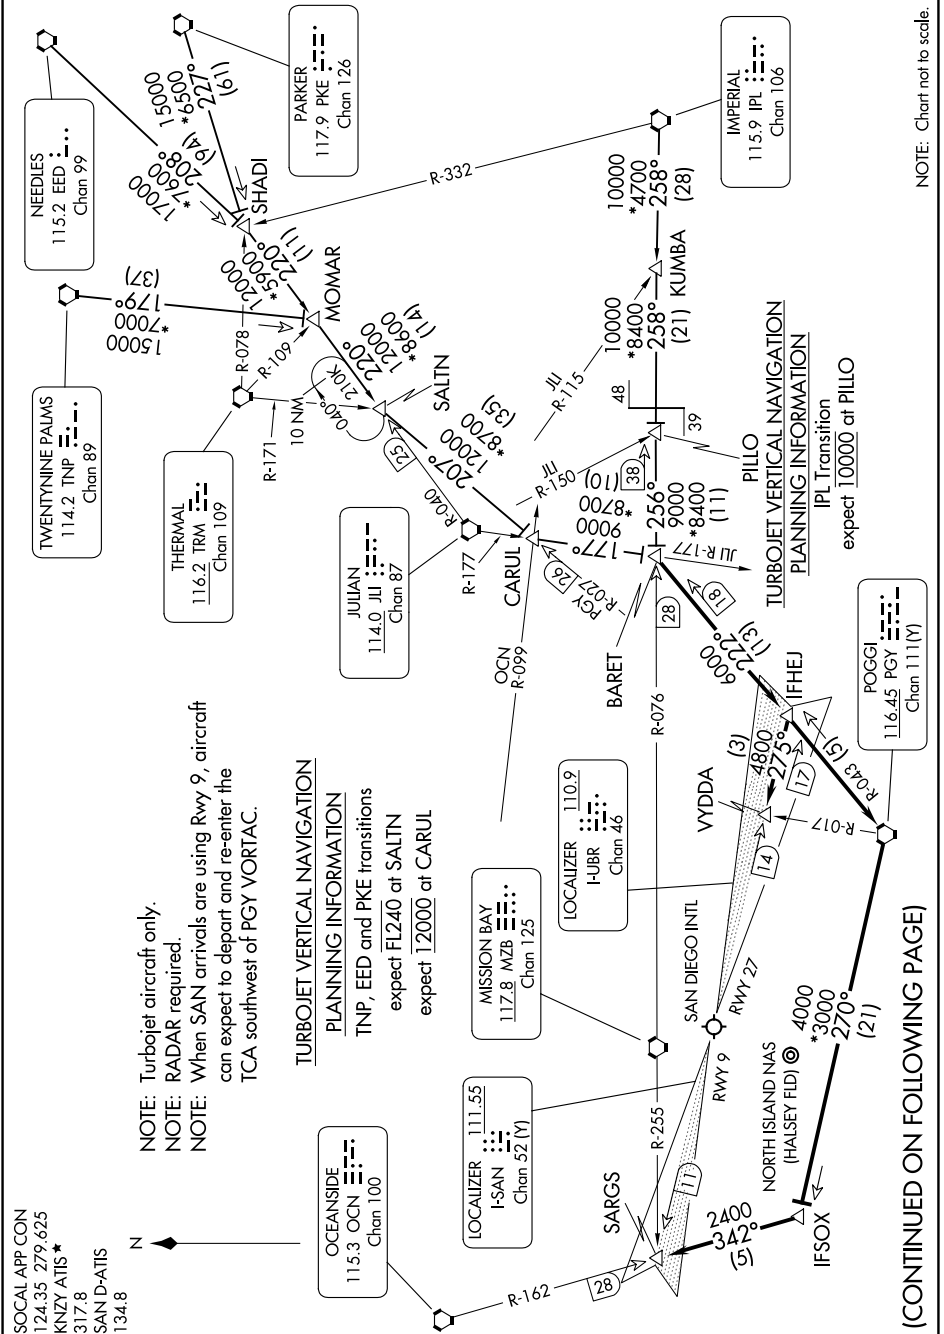 SOCAL APP CON
124.35 279.625
KNZY ATIS★
317.8
SAN D-ATIS
134.8
N
NOTE: Turbojet aircraft only.
NOTE: RADAR required.
NOTE: When SAN arrivals are using Rwy 9, aircraft
can expect to depart and re-enter the
TCA southwest of PGY VORTAC.
TURBOJET VERTICAL NAVIGATION
PLANNING INFORMATION
TNP, EED and PKE transitions
expect FL240 at SALTN
expect 12000 at CARUL
TWENTYNINE PALMS
114.2 TNP
Chan 89
NEEDLES
115.2 EED
Chan 99
PARKER
117.9 PKE
Chan 126
15000
*7000
179°
(37)
17000
*7600
208°
(94)
15000
*6500
227°
(61)
SHADI
12000
*5900
220°
(11)
R-078
R-109
MOMAR
THERMAL
116.2 TRM
Chan 109
R-171
10 NM
040°
210K
220°
12000
*8600
(14)
SALTN
25
R-040
207°
12000
*8700
(35)
R-332
JULIAN
114.0 JLI
Chan 87
R-177
CARUL
OCN
R-099
JLI
R-115
JLI
R-150
177°
9000
*8700
(10)
26
PGY
R-027
IMPERIAL
115.9 IPL
Chan 106
10000
*4700
258°
(28)
KUMBA
10000
*8400
258°
(21)
48
39
38
PILLO
256°
9000
*8400
(11)
JLI R-177
BARET
28
R-076
18
TURBOJET VERTICAL NAVIGATION
PLANNING INFORMATION
IPL Transition
expect 10000 at PILLO
6000
222°
(13)
IFHEJ
(3)
4800
275°
VYDDA
17
14
R-043 (5)
R-017
POGGI
116.45 PGY
Chan 111(Y)
LOCALIZER 110.9
I-UBR
Chan 46
MISSION BAY
117.8 MZB
Chan 125
SAN DIEGO INTL
RWY 27
RWY 9
LOCALIZER 111.55
I-SAN
Chan 52 (Y)
OCEANSIDE
115.3 OCN
Chan 100
R-162
28
R-255
11
SARGS
2400
342°
(5)
IFSOX
NORTH ISLAND NAS
(HALSEY FLD)
4000
*3000
270°
(21)
(CONTINUED ON FOLLOWING PAGE)
NOTE: Chart not to scale.